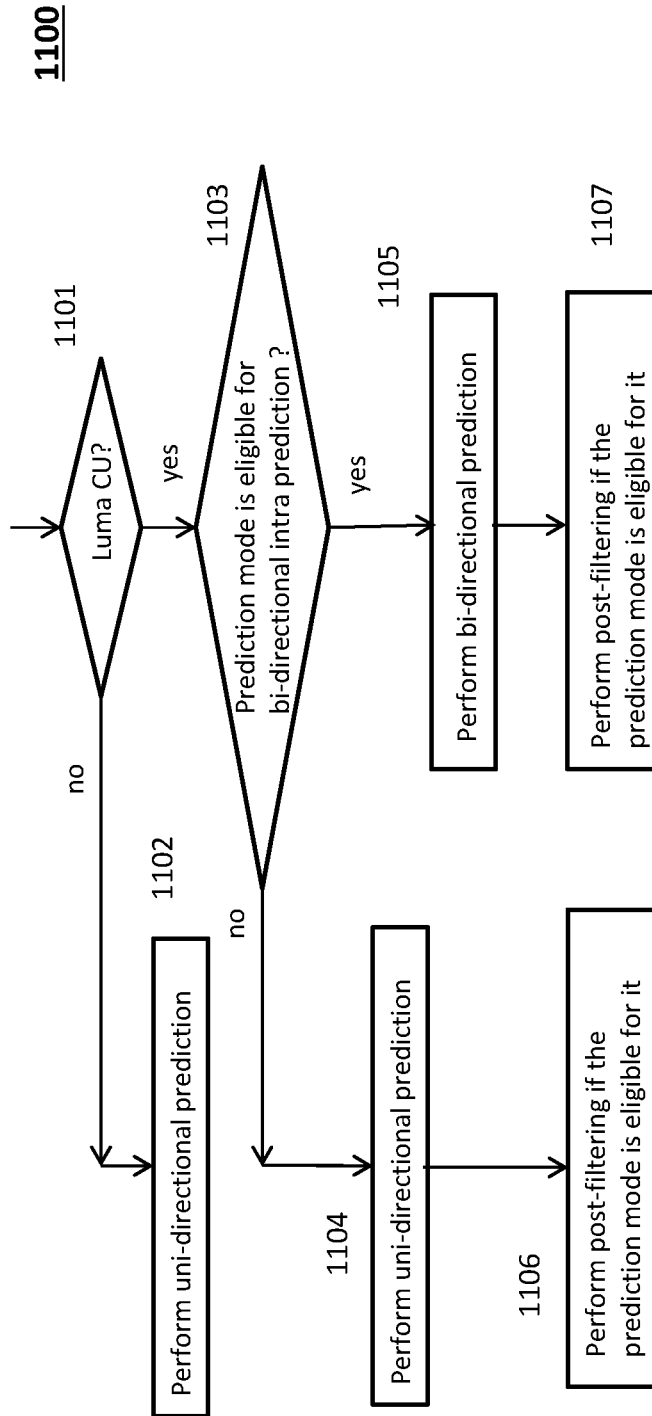 1100
1101
Luma CU?
no
yes
1102
Perform uni-directional prediction
1103
Prediction mode is eligible for
bi-directional intra prediction ?
no
yes
1104
Perform uni-directional prediction
1105
Perform bi-directional prediction
1106
Perform post-filtering if the
prediction mode is eligible for it
1107
Perform post-filtering if the
prediction mode is eligible for it